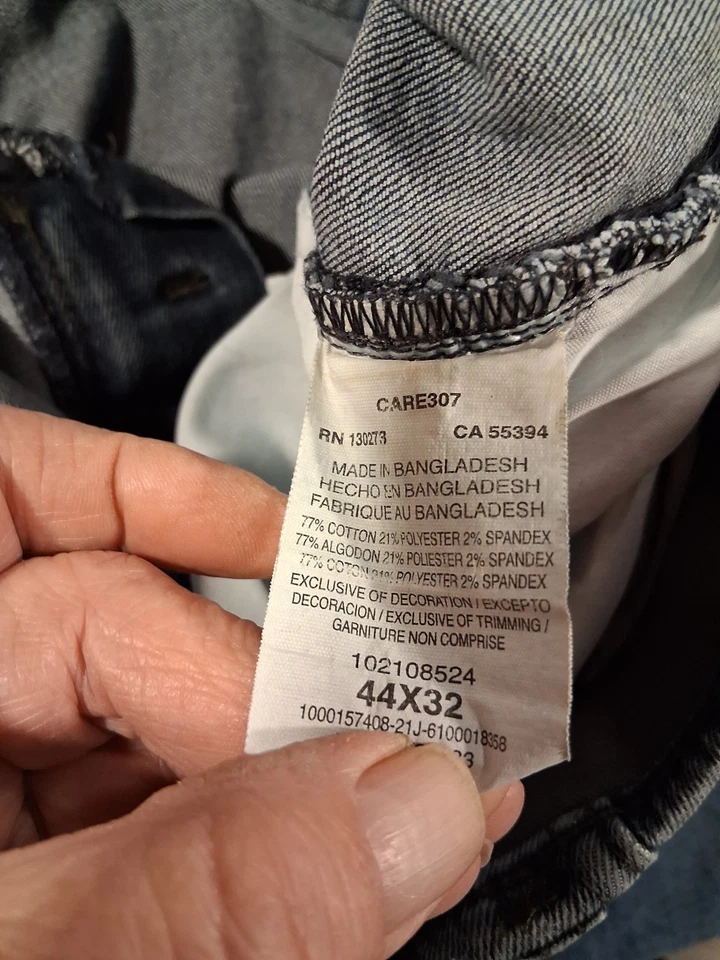 CARE307
RN 130273 CA 55394
MADE IN BANGLADESH
HECHO EN BANGLADESH
FABRIQUE AU BANGLADESH
77% COTTON 21% POLYESTER 2% SPANDEX
77% ALGODON 21% POLIESTER 2% SPANDEX
77% COTON 21% POLYESTER 2% SPANDEX
EXCLUSIVE OF DECORATION / EXCEPTO
DECORACION / EXCLUSIVE OF TRIMMING /
GARNITURE NON COMPRISE
102108524
44X32
1000157408-21J-6100018358